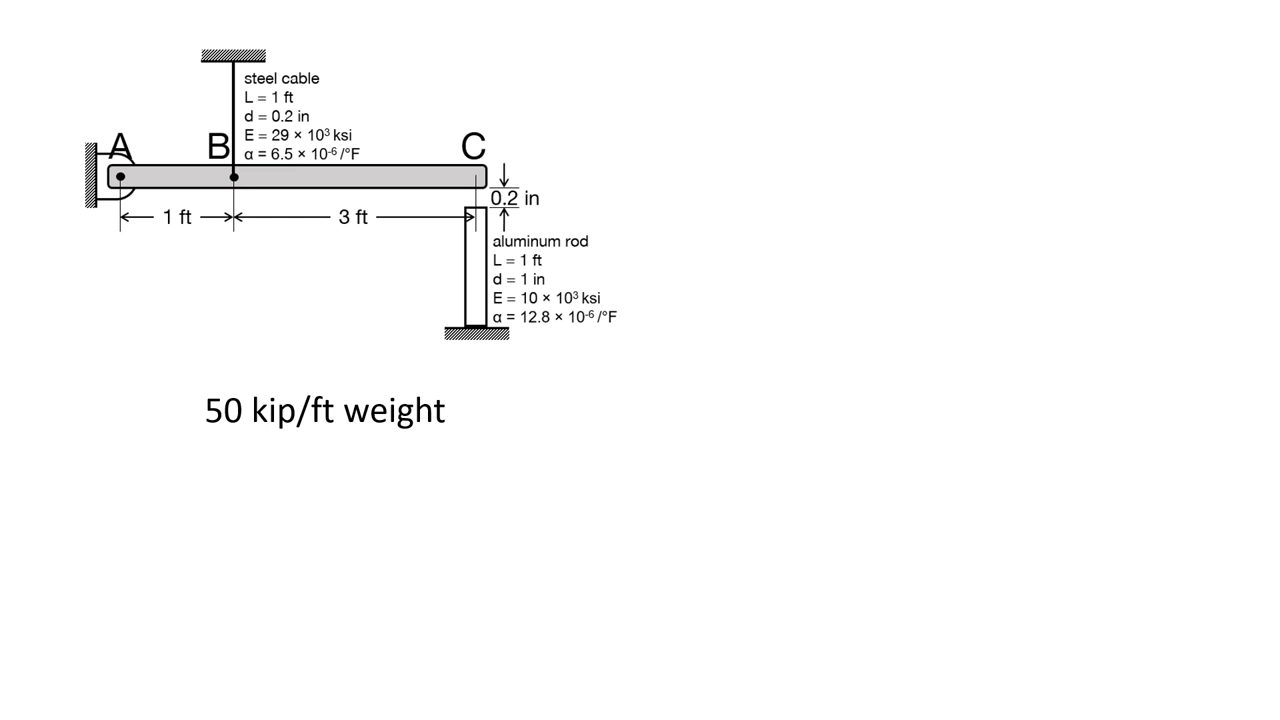 steel cable
L = 1 ft
d = 0.2 in
E = 29 × 10³ ksi
α = 6.5 × 10⁻⁶ /°F
A
B
C
0.2 in
1 ft
3 ft
aluminum rod
L = 1 ft
d = 1 in
E = 10 × 10³ ksi
α = 12.8 × 10⁻⁶ /°F
50 kip/ft weight